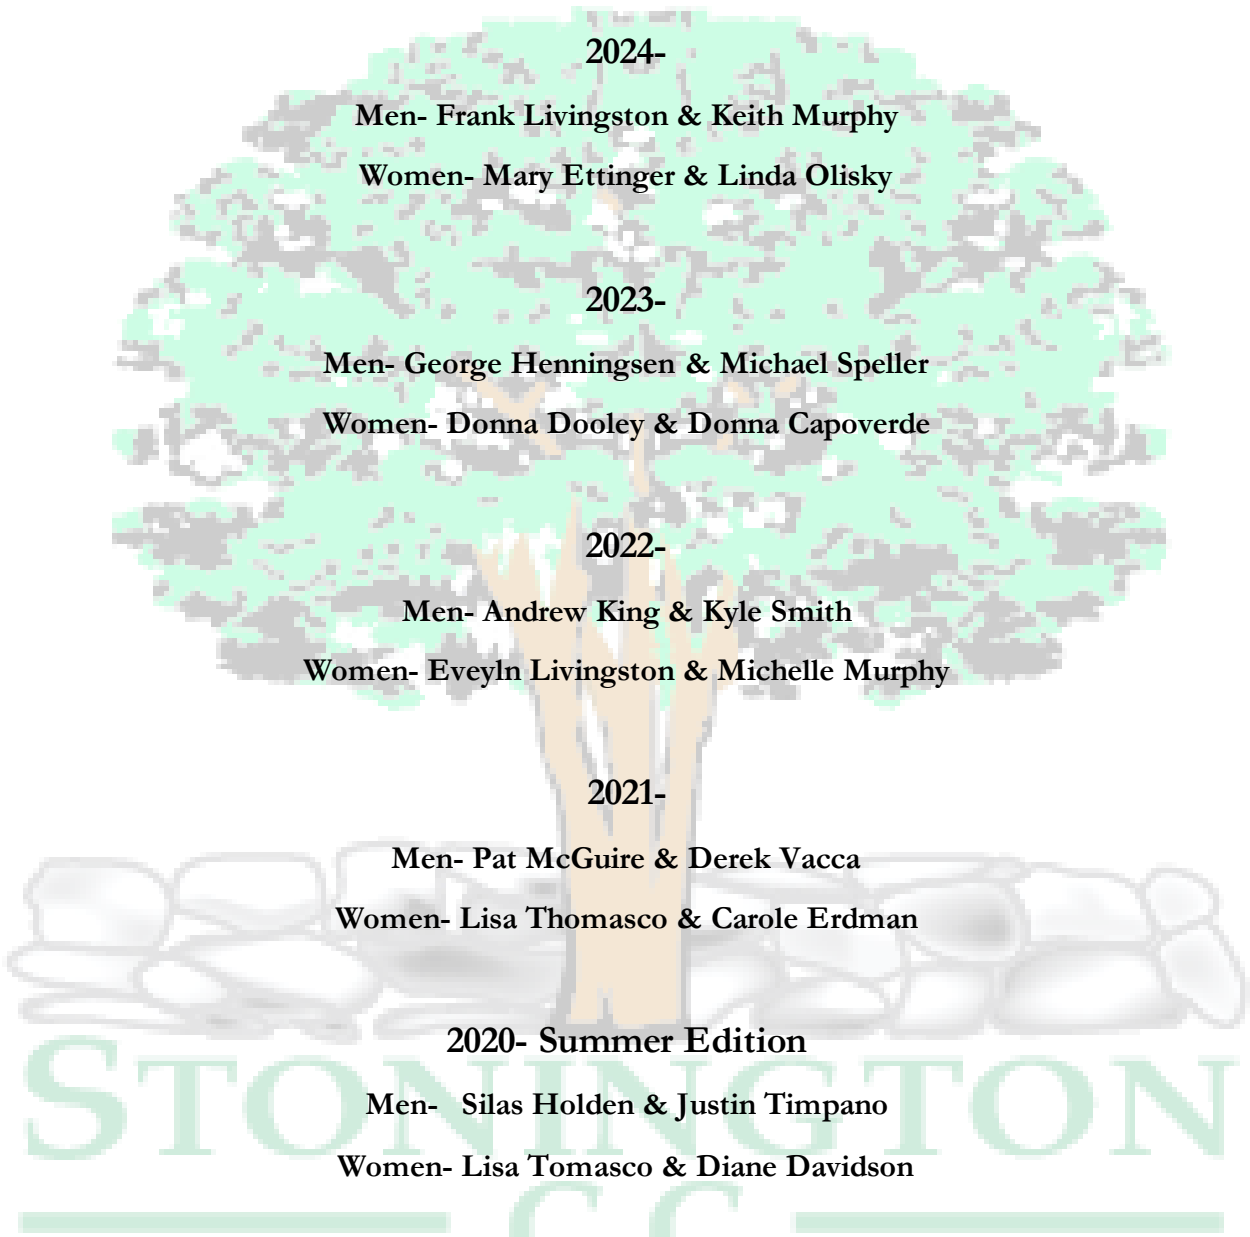 2024-
Men- Frank Livingston & Keith Murphy
Women- Mary Ettinger & Linda Olisky
2023-
Men- George Henningsen & Michael Speller
Women- Donna Dooley & Donna Capoverde
2022-
Men- Andrew King & Kyle Smith
Women- Eveyln Livingston & Michelle Murphy
2021-
Men- Pat McGuire & Derek Vacca
Women- Lisa Thomasco & Carole Erdman
2020- Summer Edition
Men- Silas Holden & Justin Timpano
Women- Lisa Tomasco & Diane Davidson
STONINGTON
CC